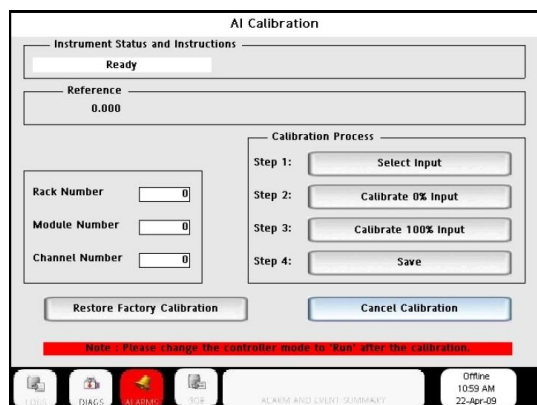 AI Calibration
Instrument Status and Instructions
Ready
Reference
0.000
Calibration Process
Step 1: Select Input
Rack Number 0
Step 2: Calibrate 0% Input
Module Number 0
Step 3: Calibrate 100% Input
Channel Number 0
Step 4: Save
Restore Factory Calibration
Cancel Calibration
Note : Please change the controller mode to 'Run' after the calibration.
LOGS
DIAGS
ALARMS
SOE
ALARM AND EVENT SUMMARY
Offline
10:59 AM
22-Apr-09